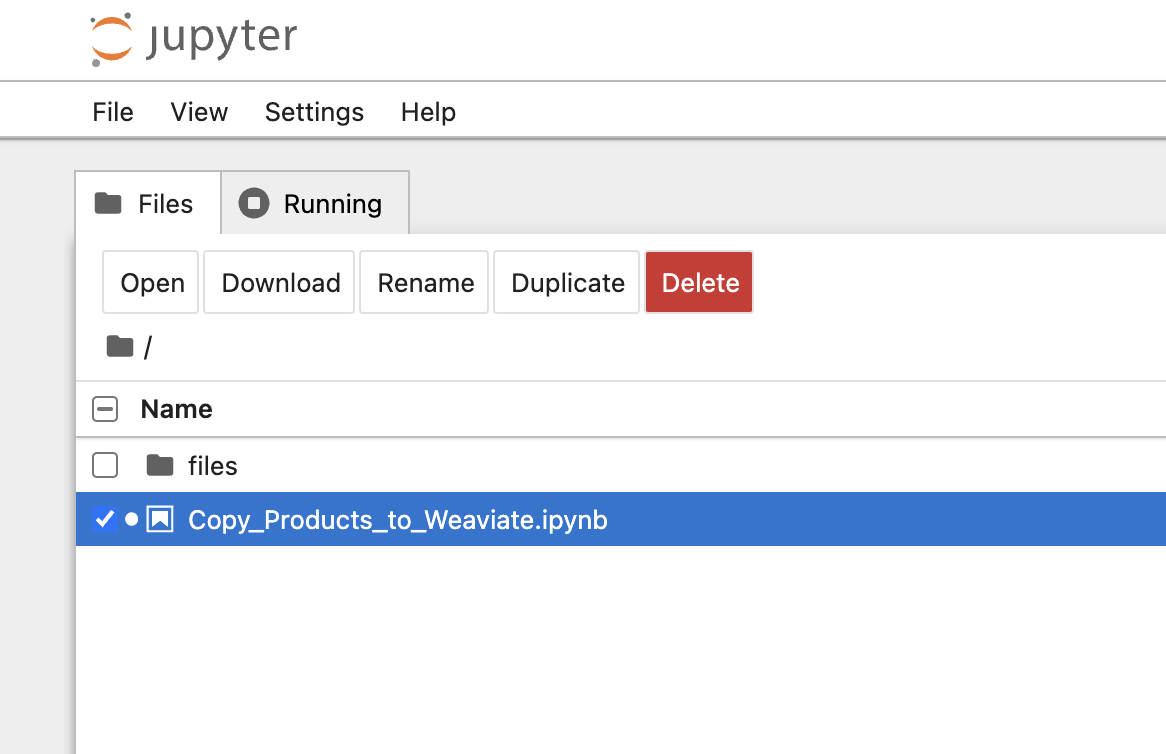 jupyter
File View Settings Help
Files Running
Open Download Rename Duplicate Delete
/
Name
files
Copy_Products_to_Weaviate.ipynb